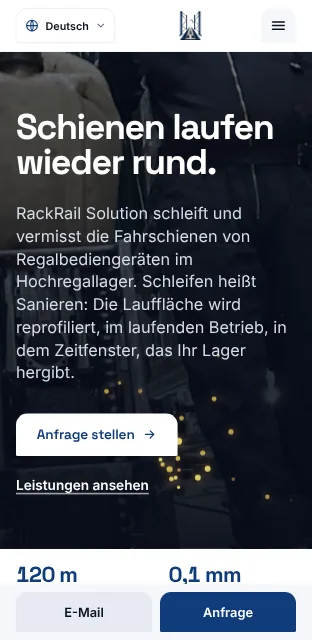 Deutsch
Schienen laufen
wieder rund.
RackRail Solution schleift und
vermisst die Fahrschienen von
Regalbediengeräten im
Hochregallager. Schleifen heißt
Sanieren: Die Lauffläche wird
reprofiliert, im laufenden Betrieb, in
dem Zeitfenster, das Ihr Lager
hergibt.
Anfrage stellen →
Leistungen ansehen
120 m
0,1 mm
E-Mail
Anfrage